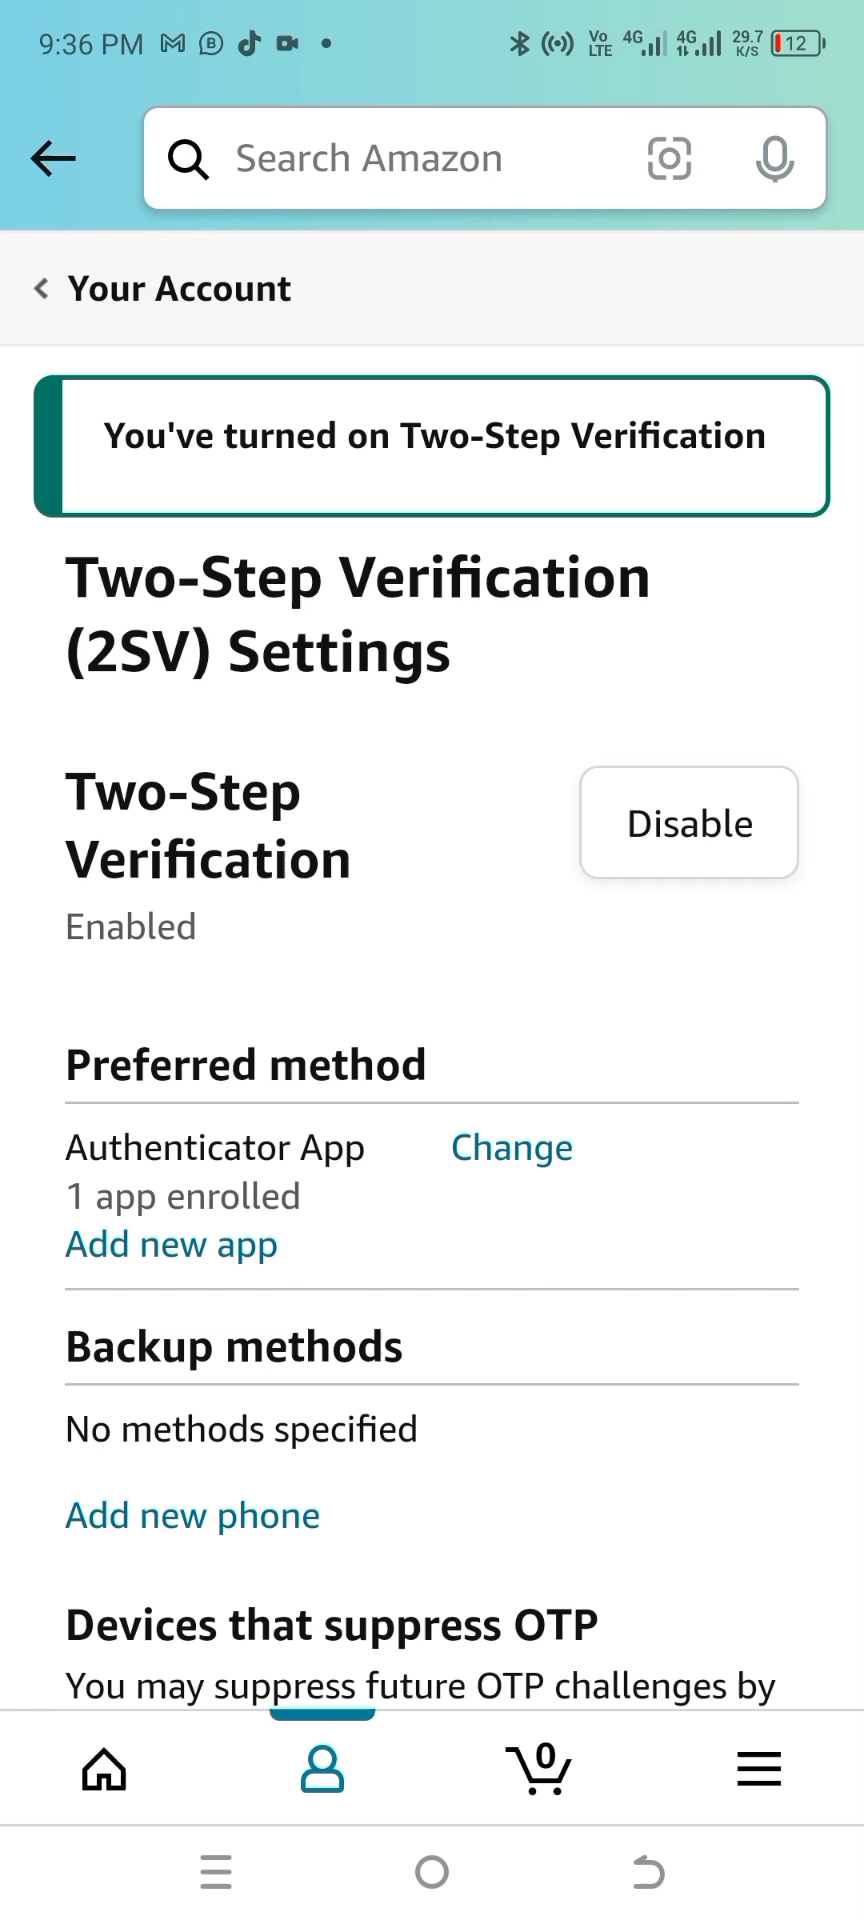 9:36 PM
Vo LTE 4G 4G 29.7 K/S 12
Search Amazon
Your Account
You've turned on Two-Step Verification
Two-Step Verification
(2SV) Settings
Two-Step
Verification
Disable
Enabled
Preferred method
Authenticator App Change
1 app enrolled
Add new app
Backup methods
No methods specified
Add new phone
Devices that suppress OTP
You may suppress future OTP challenges by
0